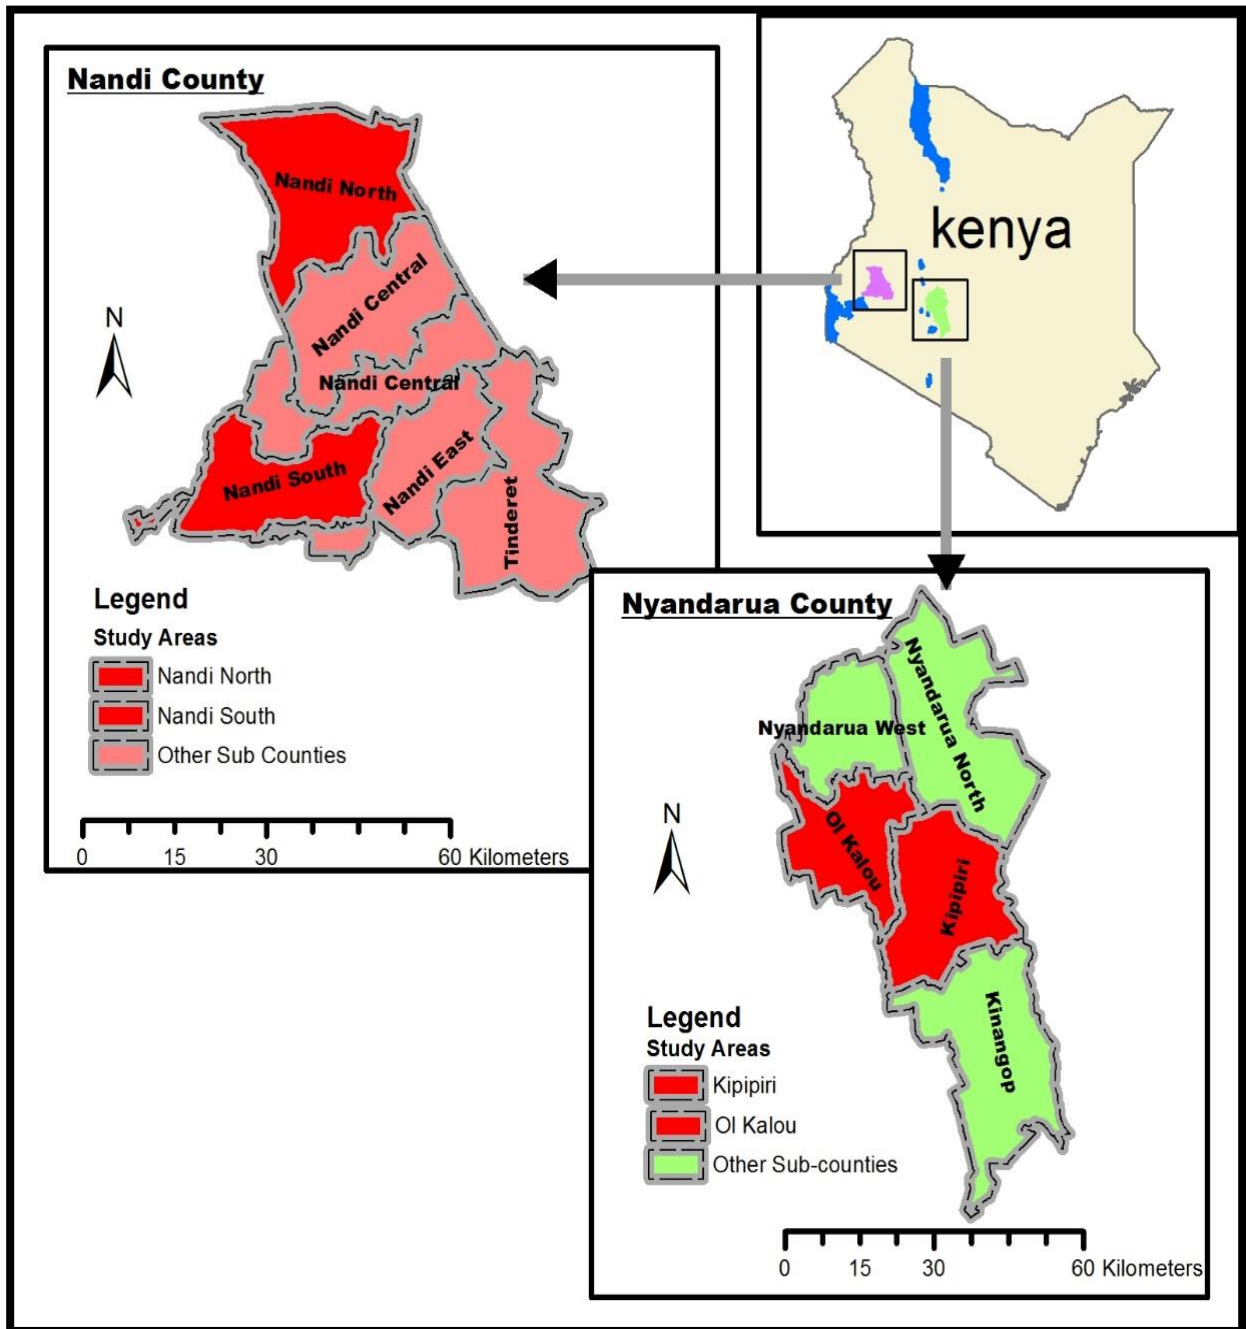 Nandi County
Nandi North
Nandi Central
Nandi Central
Nandi South
Nandi East
Tinderet
N
Legend
Study Areas
Nandi North
Nandi South
Other Sub Counties
0 15 30 60 Kilometers
kenya
Nyandarua County
Nyandarua North
Nyandarua West
Ol Kalou
Kipipiri
Kinangop
N
Legend
Study Areas
Kipipiri
Ol Kalou
Other Sub-counties
0 15 30 60 Kilometers